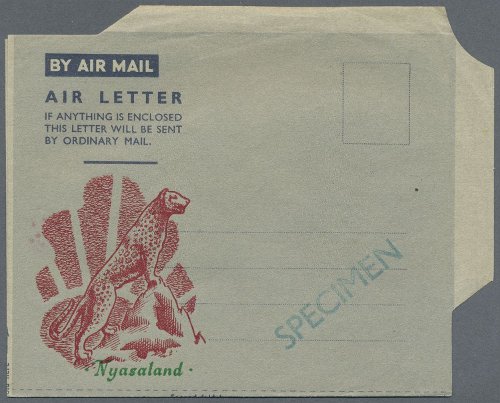 BY AIR MAIL
AIR LETTER
IF ANYTHING IS ENCLOSED
THIS LETTER WILL BE SENT
BY ORDINARY MAIL.
SPECIMEN
· Nyasaland ·